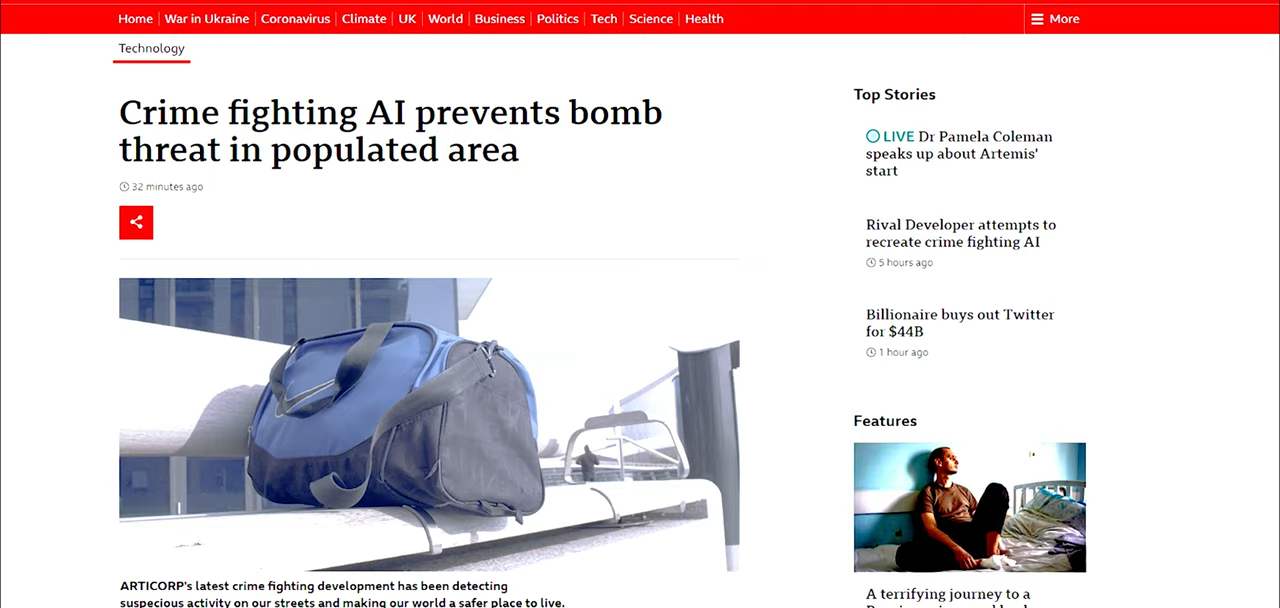 Home War in Ukraine Coronavirus Climate UK World Business Politics Tech Science Health
More
Technology
Crime fighting AI prevents bomb
threat in populated area
32 minutes ago
ARTICORP's latest crime fighting development has been detecting
suspicious activity on our streets and making our world a safer place to live.
Top Stories
LIVE Dr Pamela Coleman
speaks up about Artemis'
start
Rival Developer attempts to
recreate crime fighting AI
5 hours ago
Billionaire buys out Twitter
for $44B
1 hour ago
Features
A terrifying journey to a